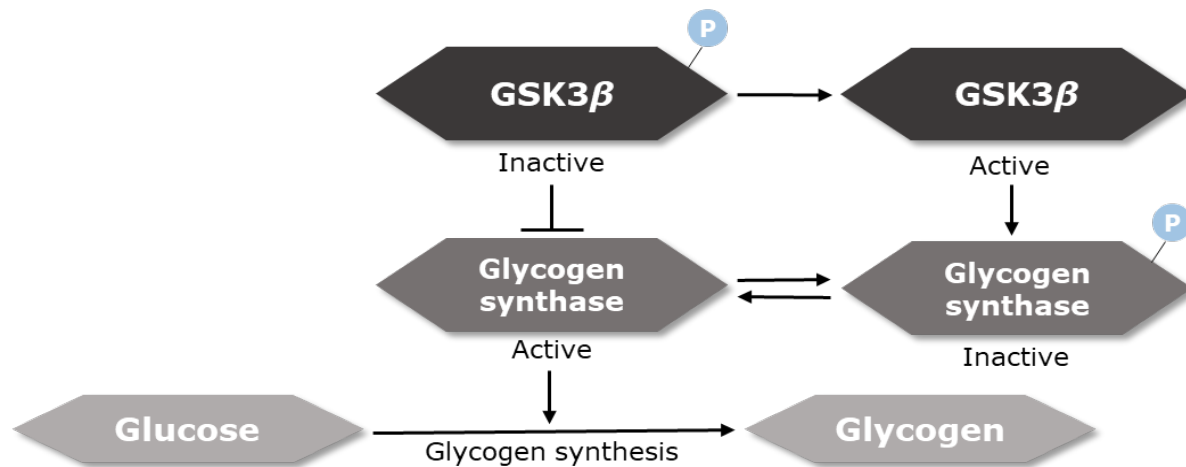 P
GSK3β
GSK3β
Inactive
Active
P
Glycogen
synthase
Glycogen
synthase
Active
Inactive
Glucose
Glycogen
Glycogen synthesis